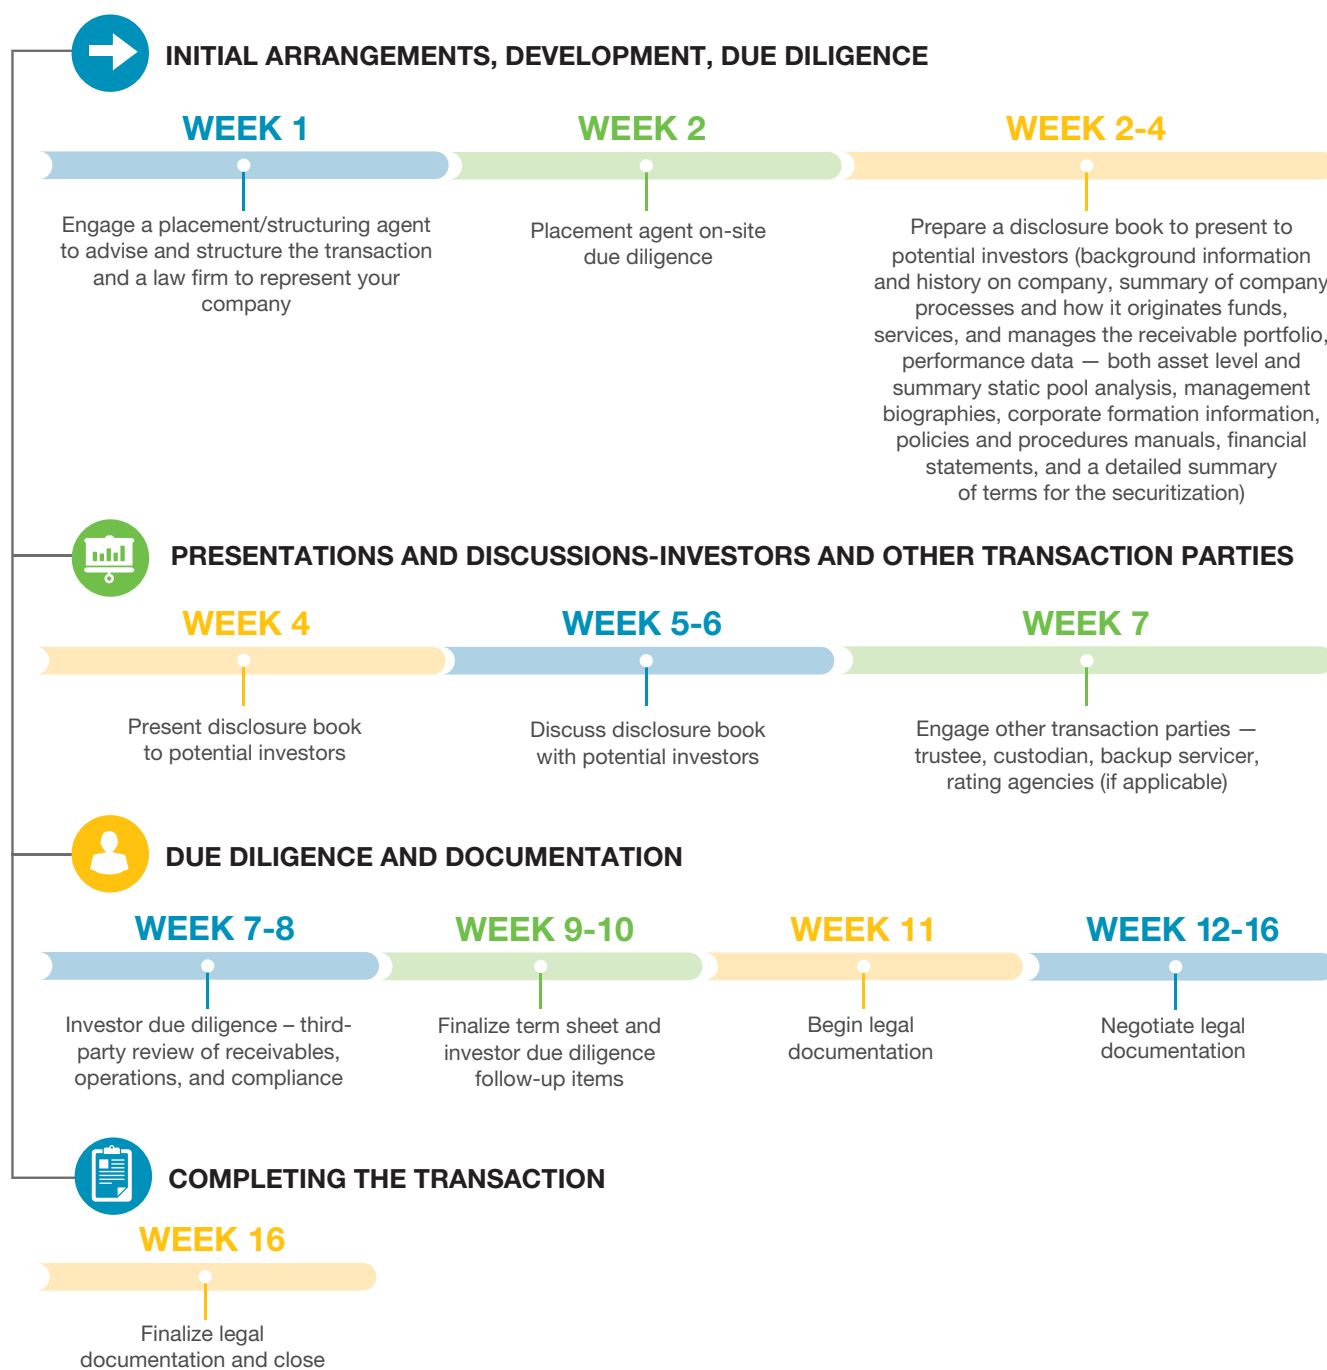 INITIAL ARRANGEMENTS, DEVELOPMENT, DUE DILIGENCE
WEEK 1
Engage a placement/structuring agent
to advise and structure the transaction
and a law firm to represent your
company
WEEK 2
Placement agent on-site
due diligence
WEEK 2-4
Prepare a disclosure book to present to
potential investors (background information
and history on company, summary of company
processes and how it originates funds,
services, and manages the receivable portfolio,
performance data — both asset level and
summary static pool analysis, management
biographies, corporate formation information,
policies and procedures manuals, financial
statements, and a detailed summary
of terms for the securitization)
PRESENTATIONS AND DISCUSSIONS-INVESTORS AND OTHER TRANSACTION PARTIES
WEEK 4
Present disclosure book
to potential investors
WEEK 5-6
Discuss disclosure book
with potential investors
WEEK 7
Engage other transaction parties —
trustee, custodian, backup servicer,
rating agencies (if applicable)
DUE DILIGENCE AND DOCUMENTATION
WEEK 7-8
Investor due diligence – third-
party review of receivables,
operations, and compliance
WEEK 9-10
Finalize term sheet and
investor due diligence
follow-up items
WEEK 11
Begin legal
documentation
WEEK 12-16
Negotiate legal
documentation
COMPLETING THE TRANSACTION
WEEK 16
Finalize legal
documentation and close